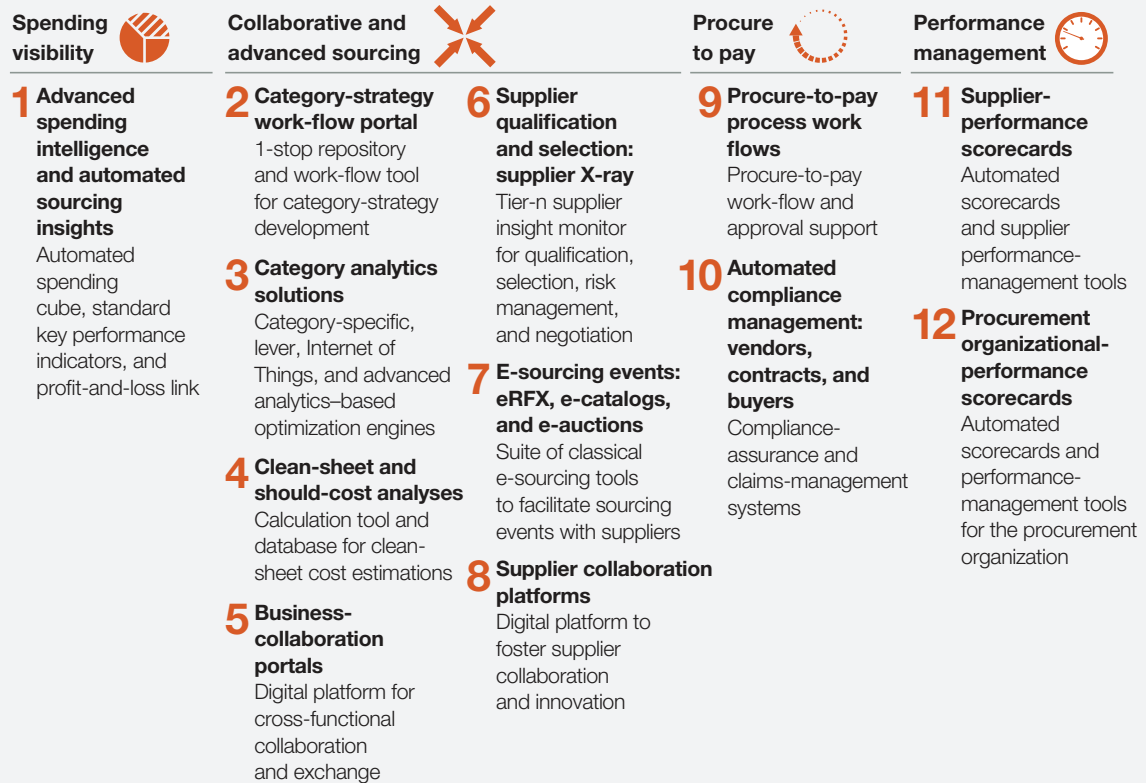 Spending
visibility
1 Advanced
spending
intelligence
and automated
sourcing
insights
Automated
spending
cube, standard
key performance
indicators, and
profit-and-loss link
Collaborative and
advanced sourcing
2 Category-strategy
work-flow portal
1-stop repository
and work-flow tool
for category-strategy
development
3 Category analytics
solutions
Category-specific,
lever, Internet of
Things, and advanced
analytics–based
optimization engines
4 Clean-sheet and
should-cost analyses
Calculation tool and
database for clean-
sheet cost estimations
5 Business-
collaboration
portals
Digital platform for
cross-functional
collaboration
and exchange
6 Supplier
qualification
and selection:
supplier X-ray
Tier-n supplier
insight monitor
for qualification,
selection, risk
management,
and negotiation
7 E-sourcing events:
eRFX, e-catalogs,
and e-auctions
Suite of classical
e-sourcing tools
to facilitate sourcing
events with suppliers
8 Supplier collaboration
platforms
Digital platform to
foster supplier
collaboration
and innovation
Procure
to pay
9 Procure-to-pay
process work
flows
Procure-to-pay
work-flow and
approval support
10 Automated
compliance
management:
vendors,
contracts, and
buyers
Compliance-
assurance and
claims-management
systems
Performance
management
11 Supplier-
performance
scorecards
Automated
scorecards
and supplier
performance-
management tools
12 Procurement
organizational-
performance
scorecards
Automated
scorecards and
performance-
management tools
for the procurement
organization